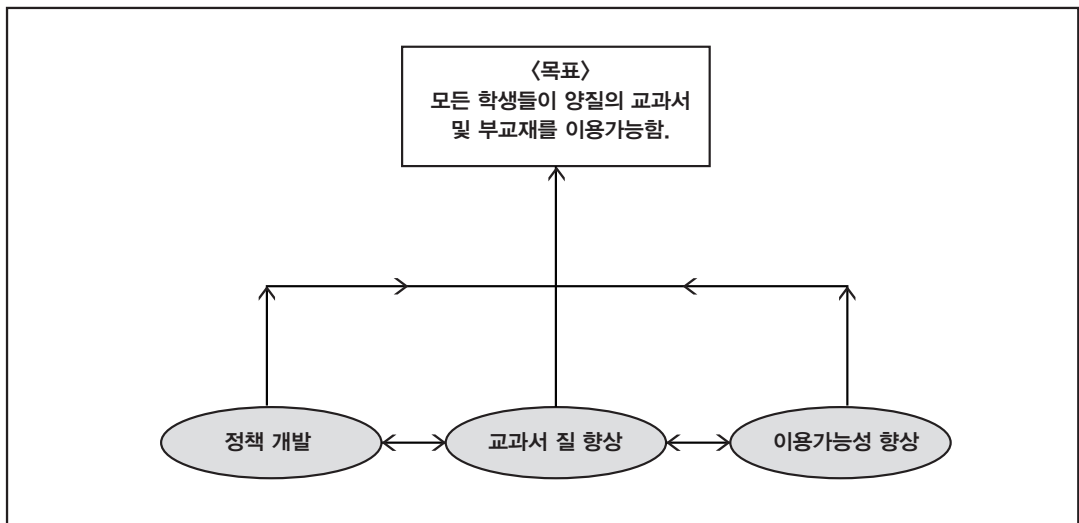 〈목표〉
모든 학생들이 양질의 교과서
및 부교재를 이용가능함.
정책 개발
교과서 질 향상
이용가능성 향상